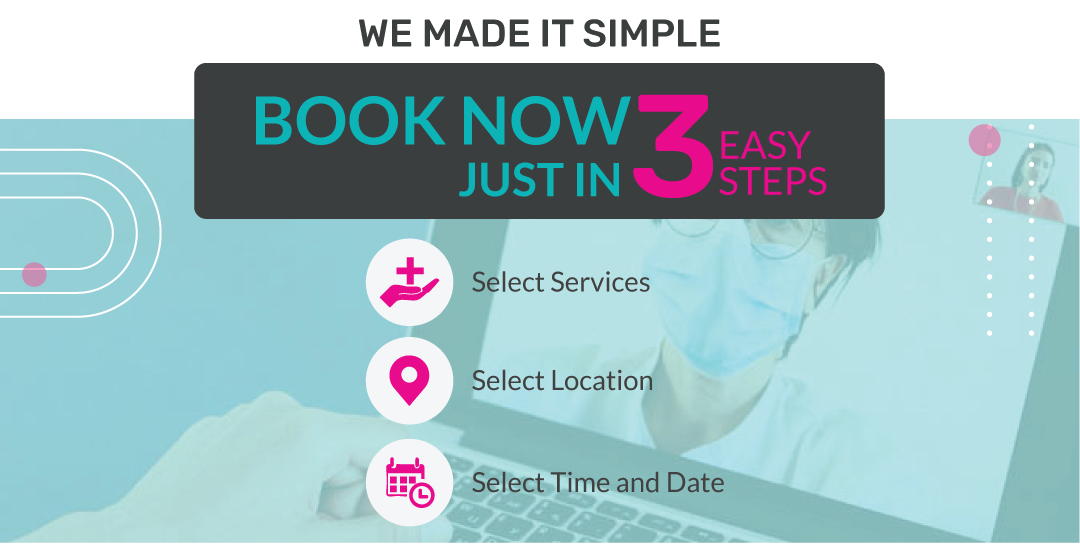 WE MADE IT SIMPLE
BOOK NOW
JUST IN
3
EASY
STEPS
Select Services
Select Location
Select Time and Date